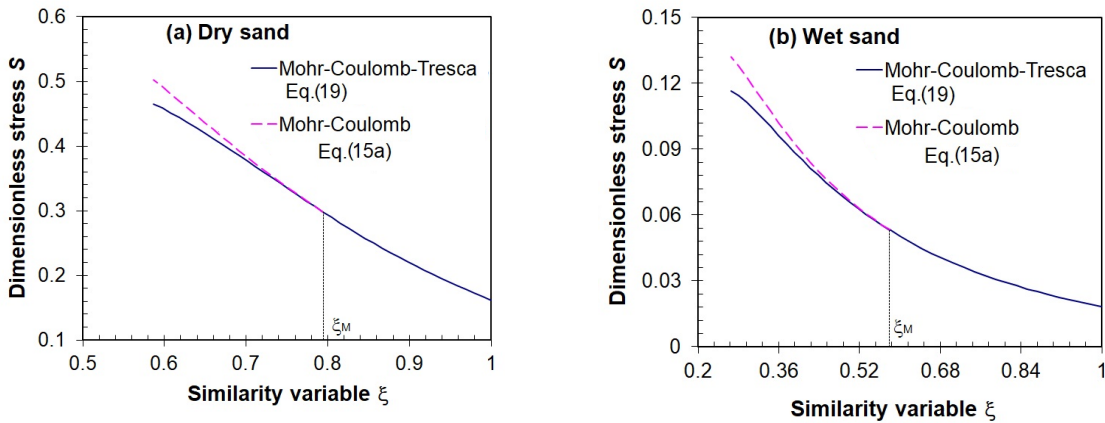 (a) Dry sand
Mohr-Coulomb-Tresca
Eq.(19)
Mohr-Coulomb
Eq.(15a)
Dimensionless stress S
0.6
0.5
0.4
0.3
0.2
0.1
ξM
0.5
0.6
0.7
0.8
0.9
1
Similarity variable ξ
(b) Wet sand
Mohr-Coulomb-Tresca
Eq.(19)
Mohr-Coulomb
Eq.(15a)
Dimensionless stress S
0.15
0.12
0.09
0.06
0.03
0
ξM
0.2
0.36
0.52
0.68
0.84
1
Similarity variable ξ